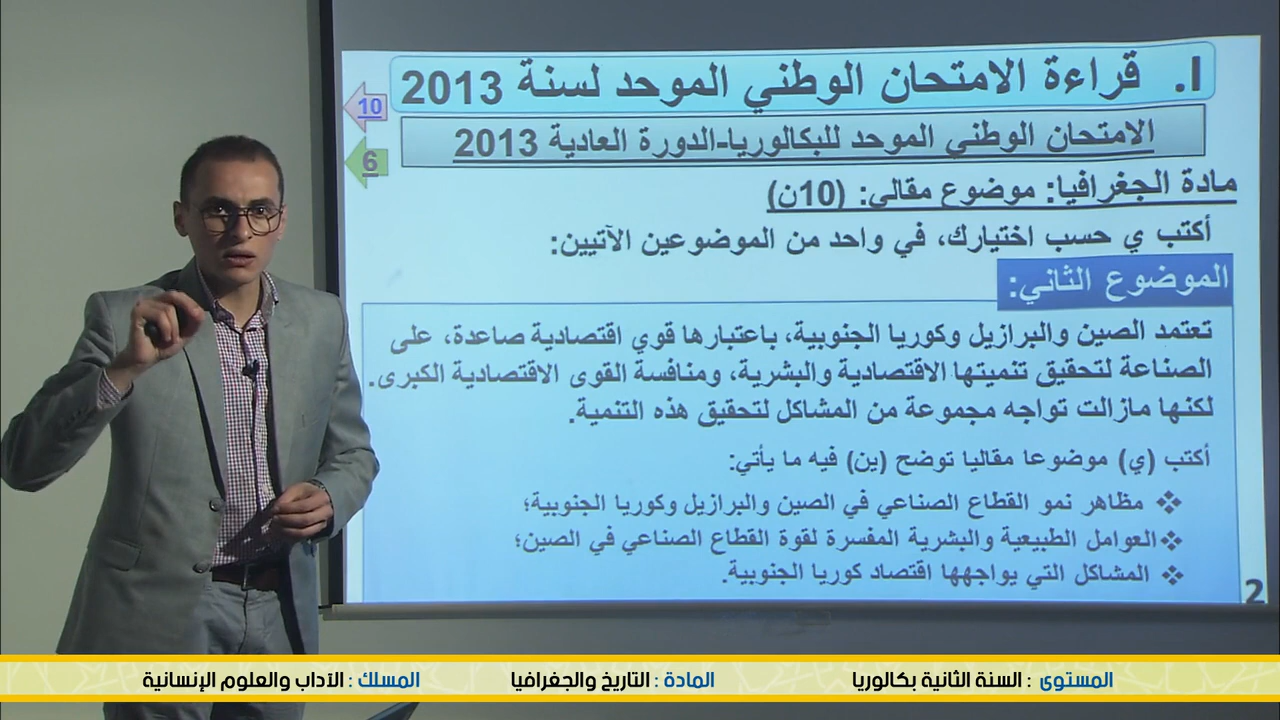 I. قراءة الامتحان الوطني الموحد لسنة 2013
10
الامتحان الوطني الموحد للبكالوريا-الدورة العادية 2013
6
مادة الجغرافيا: موضوع مقالي: (10ن)
أكتب ي حسب اختيارك، في واحد من الموضوعين الآتيين:
الموضوع الثاني:
تعتمد الصين والبرازيل وكوريا الجنوبية، باعتبارها قوي اقتصادية صاعدة، على
الصناعة لتحقيق تنميتها الاقتصادية والبشرية، ومنافسة القوى الاقتصادية الكبرى.
لكنها مازالت تواجه مجموعة من المشاكل لتحقيق هذه التنمية.
أكتب (ي) موضوعا مقاليا توضح (ين) فيه ما يأتي:
❖ مظاهر نمو القطاع الصناعي في الصين والبرازيل وكوريا الجنوبية؛
❖ العوامل الطبيعية والبشرية المفسرة لقوة القطاع الصناعي في الصين؛
❖ المشاكل التي يواجهها اقتصاد كوريا الجنوبية.
2
المستوى : السنة الثانية بكالوريا المادة : التاريخ والجغرافيا المسلك : الآداب والعلوم الإنسانية